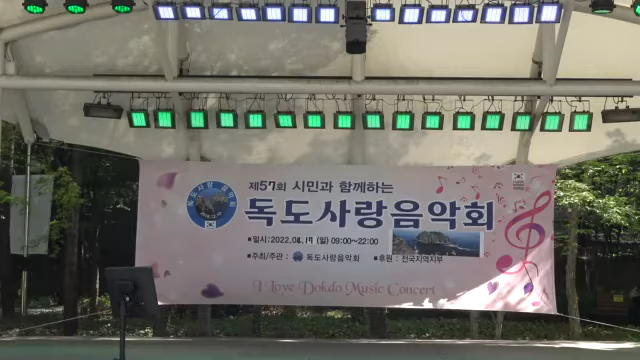 제57회 시민과 함께하는
독도사랑음악회
■일시:2022. (일) 09:00~22:00
■주최/주관 : 독도사랑음악회 ■후원 : 전국지역지부
I Love Dokdo Music Concert